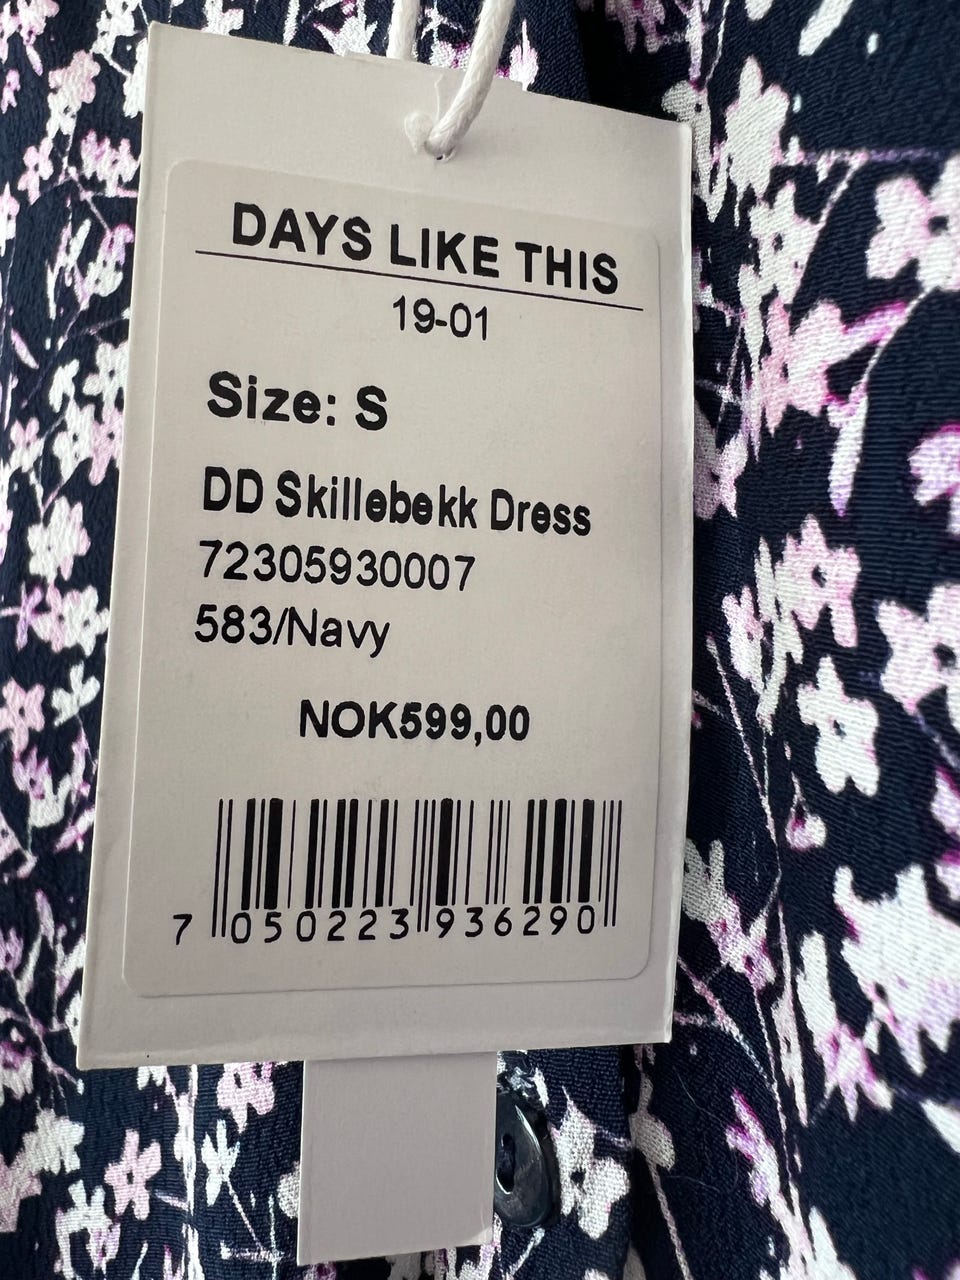 DAYS LIKE THIS
19-01
Size: S
DD Skillebekk Dress
72305930007
583/Navy
NOK599,00
7 050223 936290